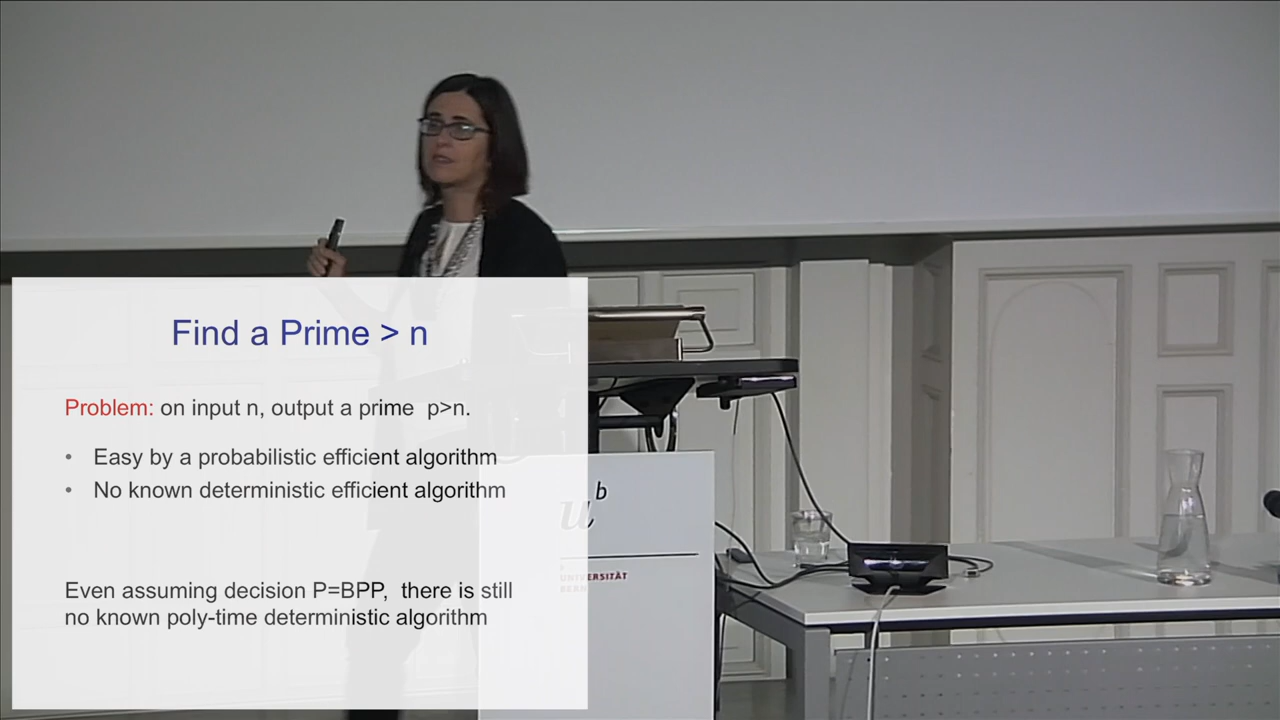 Find a Prime > n
Problem: on input n, output a prime p>n.
• Easy by a probabilistic efficient algorithm
• No known deterministic efficient algorithm
Even assuming decision P=BPP, there is still
no known poly-time deterministic algorithm
u b
UNIVERSITÄT
BERN